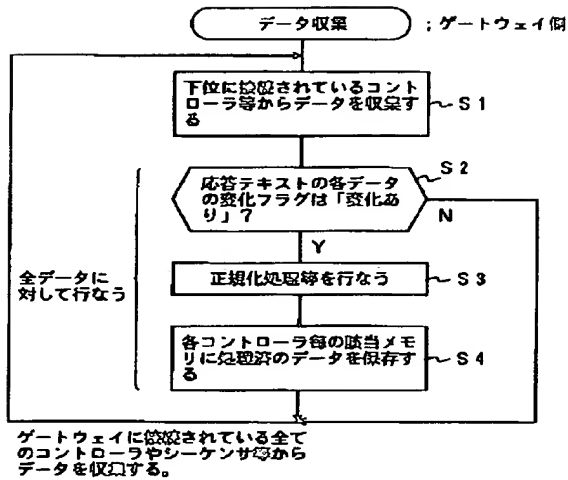 データ収集
；ゲートウェイ側
下位に接続されているコント
ローラ等からデータを収集す
る
S1
応答テキストの各データ
の変化フラグは「変化あ
り」？
S2
N
Y
全データに
対して行なう
正規化処理等を行なう
S3
各コントローラ毎の該当メモ
リに処理済のデータを保存す
る
S4
ゲートウェイに接続されている全て
のコントローラやシーケンサ等から
データを収集する。